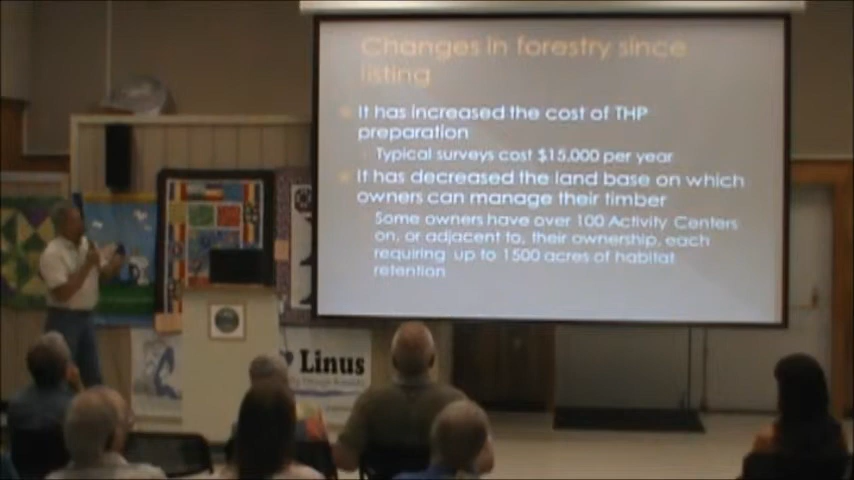 Changes in forestry since
listing
It has increased the cost of THP
preparation
Typical surveys cost $15,000 per year
It has decreased the land base on which
owners can manage their timber
Some owners have over 100 Activity Centers
on, or adjacent to, their ownership, each
requiring up to 1500 acres of habitat
retention
Linus